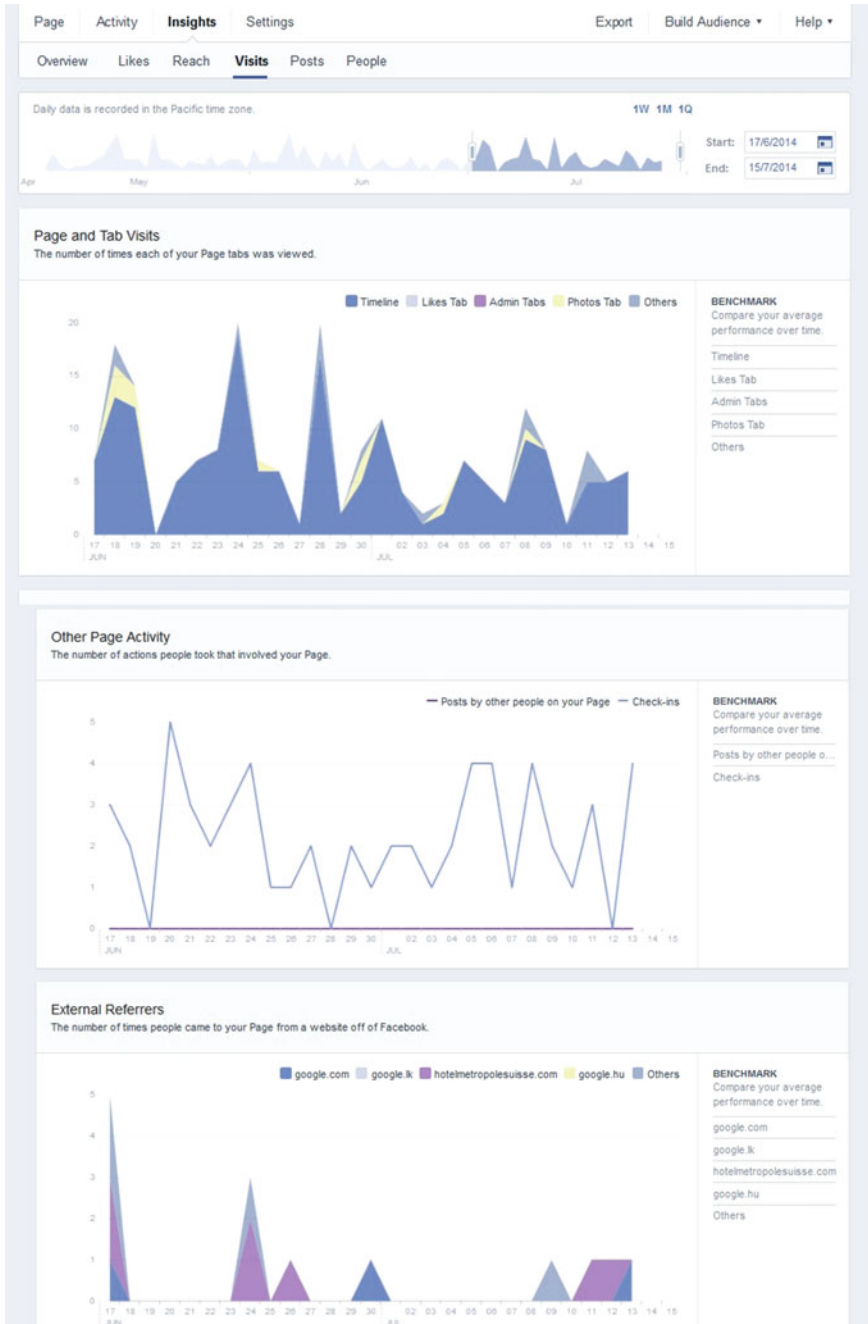 Page Activity Insights Settings Export Build Audience Help
Overview Likes Reach Visits Posts People
Daily data is recorded in the Pacific time zone.
1W 1M 1Q
Start: 17/6/2014
End: 15/7/2014
Apr May Jun Jul
Page and Tab Visits
The number of times each of your Page tabs was viewed.
Timeline Likes Tab Admin Tabs Photos Tab Others
BENCHMARK
Compare your average
performance over time.
Timeline
Likes Tab
Admin Tabs
Photos Tab
Others
20
15
10
5
0
17 18 19 20 21 22 23 24 25 26 27 28 29 30 02 03 04 05 06 07 08 09 10 11 12 13 14 15
JUN JUL
Other Page Activity
The number of actions people took that involved your Page.
Posts by other people on your Page Check-ins
BENCHMARK
Compare your average
performance over time.
Posts by other people o...
Check-ins
5
4
3
2
1
0
17 18 19 20 21 22 23 24 25 26 27 28 29 30 02 03 04 05 06 07 08 09 10 11 12 13 14 15
JUN JUL
External Referrers
The number of times people came to your Page from a website off of Facebook.
google.com google.lk hotelmetropolesuisse.com google.hu Others
BENCHMARK
Compare your average
performance over time.
google.com
google.lk
hotelmetropolesuisse.com
google.hu
Others
5
4
3
2
1
0
17 18 19 20 21 22 23 24 25 26 27 28 29 30 02 03 04 05 06 07 08 09 10 11 12 13 14 15
JUN JUL